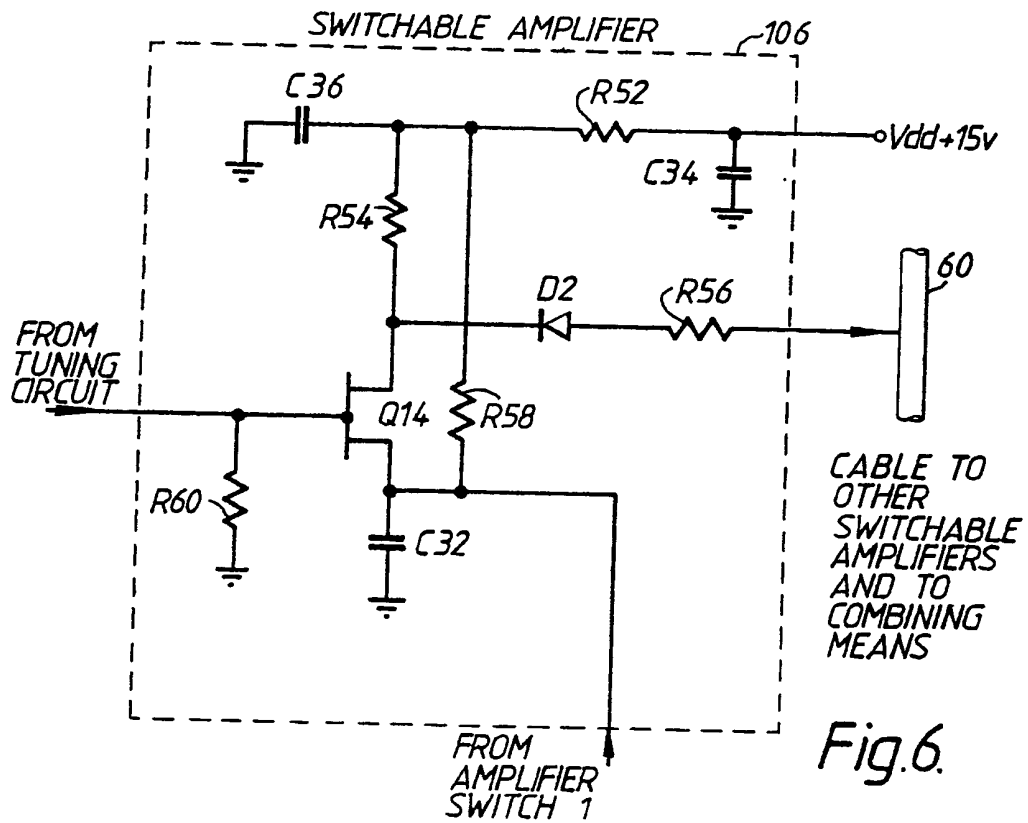 SWITCHABLE AMPLIFIER
106
C36
R52
Vdd+15v
C34
R54
D2
R56
60
FROM
TUNING
CIRCUIT
Q14
R58
R60
C32
CABLE TO
OTHER
SWITCHABLE
AMPLIFIERS
AND TO
COMBINING
MEANS
FROM
AMPLIFIER
SWITCH 1
Fig.6.